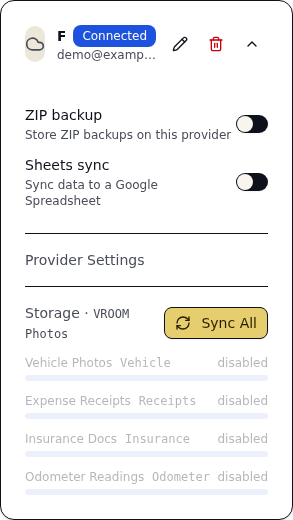 F Connected
demo@examp...
ZIP backup
Store ZIP backups on this provider
Sheets sync
Sync data to a Google
Spreadsheet
Provider Settings
Storage · VROOM
Photos
Sync All
Vehicle Photos Vehicle disabled
Expense Receipts Receipts disabled
Insurance Docs Insurance disabled
Odometer Readings Odometer disabled